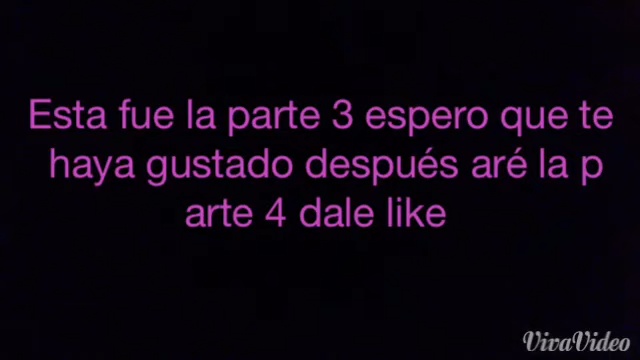 Esta fue la parte 3 espero que te
haya gustado después aré la p
arte 4 dale like
VivaVideo